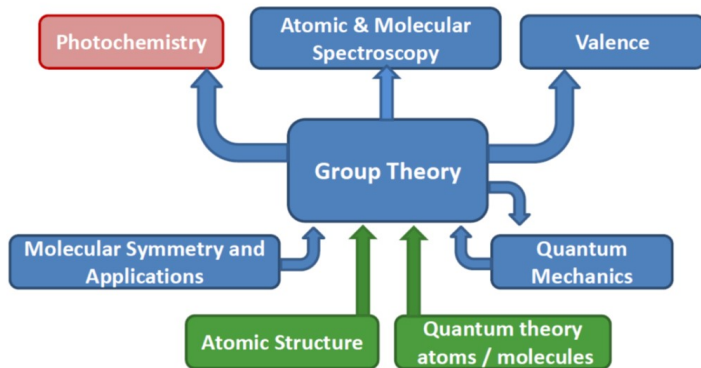 Photochemistry
Atomic & Molecular
Spectroscopy
Valence
Group Theory
Molecular Symmetry and
Applications
Quantum
Mechanics
Atomic Structure
Quantum theory
atoms / molecules